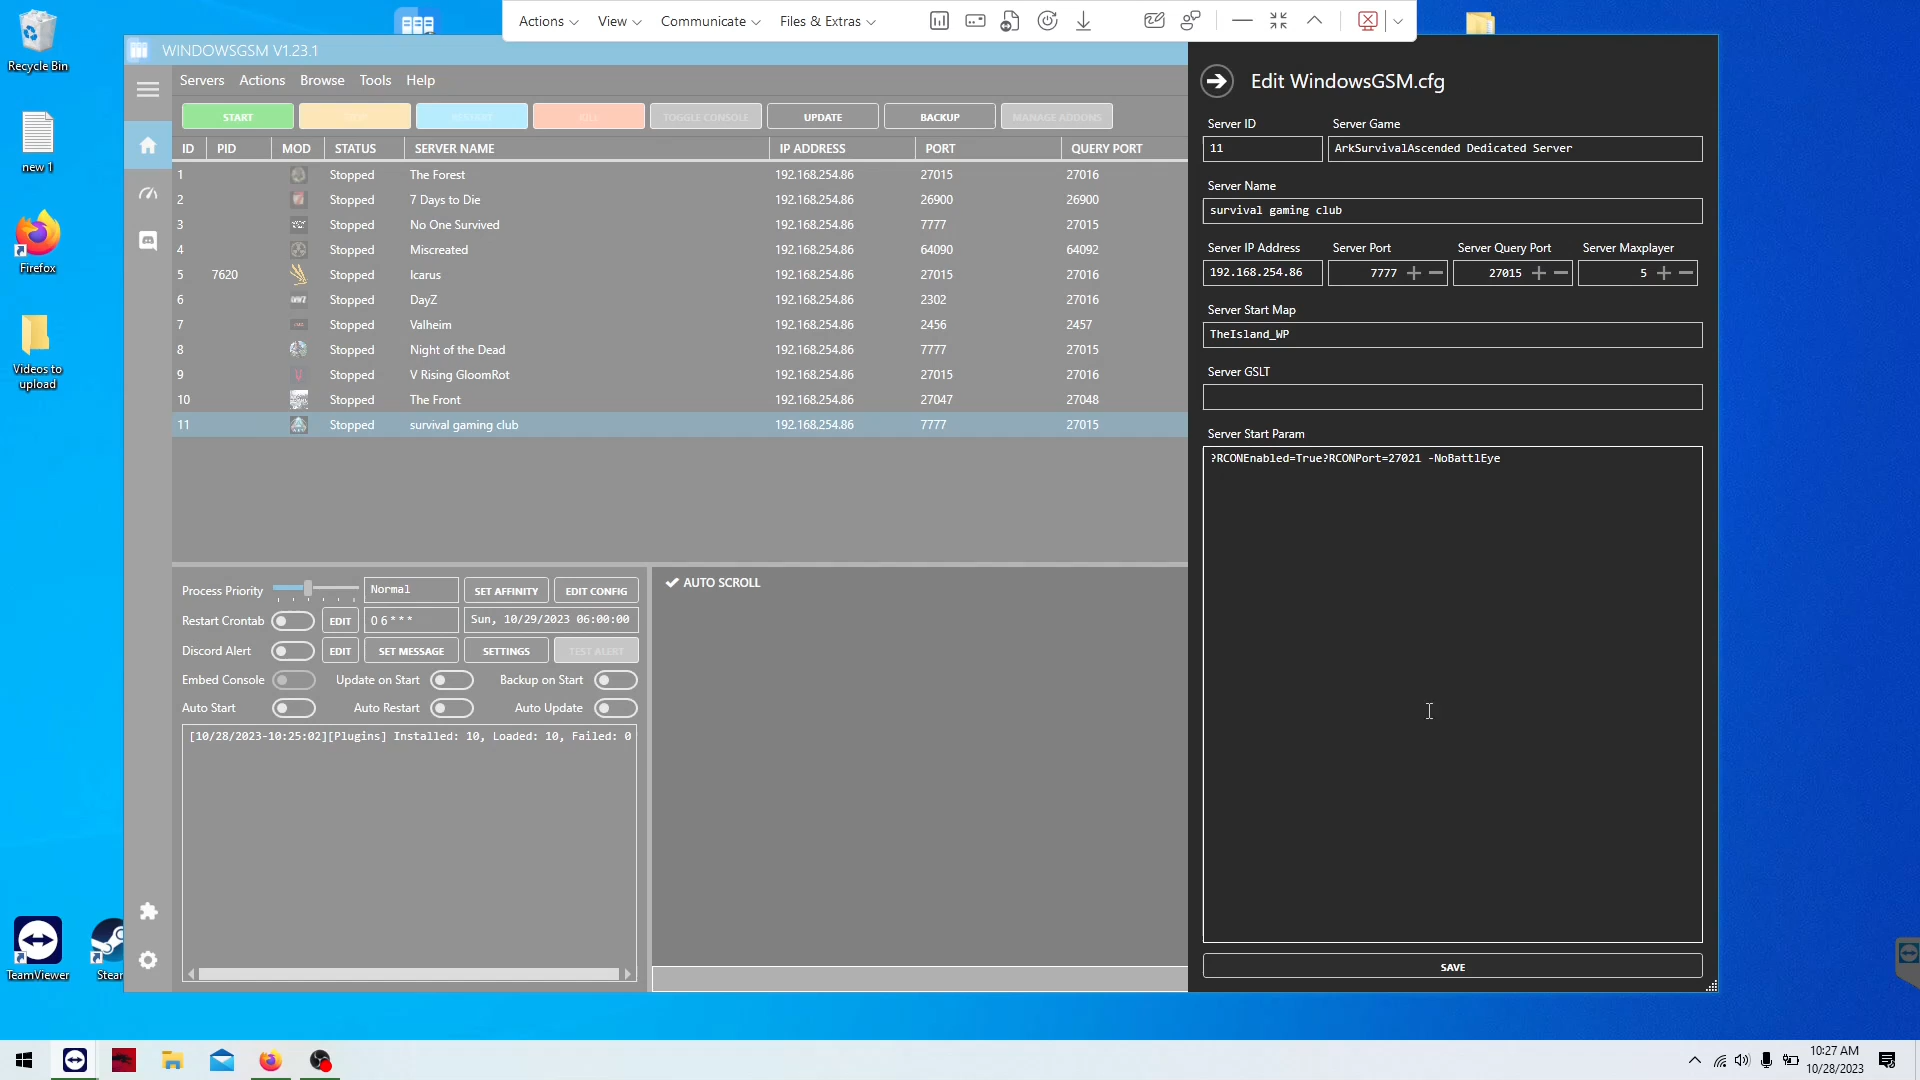 Actions View Communicate Files & Extras
Recycle Bin
new 1
Firefox
Videos to
upload
TeamViewer
Stear
WINDOWSGSM V1.23.1
Servers Actions Browse Tools Help
START RESTART KILL TOGGLE CONSOLE UPDATE BACKUP MANAGE ADDONS
ID PID MOD STATUS SERVER NAME IP ADDRESS PORT QUERY PORT
1 Stopped The Forest 192.168.254.86 27015 27016
2 Stopped 7 Days to Die 192.168.254.86 26900 26900
3 Stopped No One Survived 192.168.254.86 7777 27015
4 Stopped Miscreated 192.168.254.86 64090 64092
5 7620 Stopped Icarus 192.168.254.86 27015 27016
6 Stopped DayZ 192.168.254.86 2302 27016
7 Stopped Valheim 192.168.254.86 2456 2457
8 Stopped Night of the Dead 192.168.254.86 7777 27015
9 Stopped V Rising GloomRot 192.168.254.86 27015 27016
10 Stopped The Front 192.168.254.86 27047 27048
11 Stopped survival gaming club 192.168.254.86 7777 27015
Process Priority Normal SET AFFINITY EDIT CONFIG
Restart Crontab EDIT 0 6 * * * Sun, 10/29/2023 06:00:00
Discord Alert EDIT SET MESSAGE SETTINGS TEST ALERT
Embed Console Update on Start Backup on Start
Auto Start Auto Restart Auto Update
[10/28/2023-10:25:02][Plugins] Installed: 10, Loaded: 10, Failed: 0
AUTO SCROLL
Edit WindowsGSM.cfg
Server ID Server Game
11 ArkSurvivalAscended Dedicated Server
Server Name
survival gaming club
Server IP Address Server Port Server Query Port Server Maxplayer
192.168.254.86 7777 27015 5
Server Start Map
TheIsland_WP
Server GSLT
Server Start Param
?RCONEnabled=True?RCONPort=27021 -NoBattlEye
SAVE
10:27 AM
10/28/2023